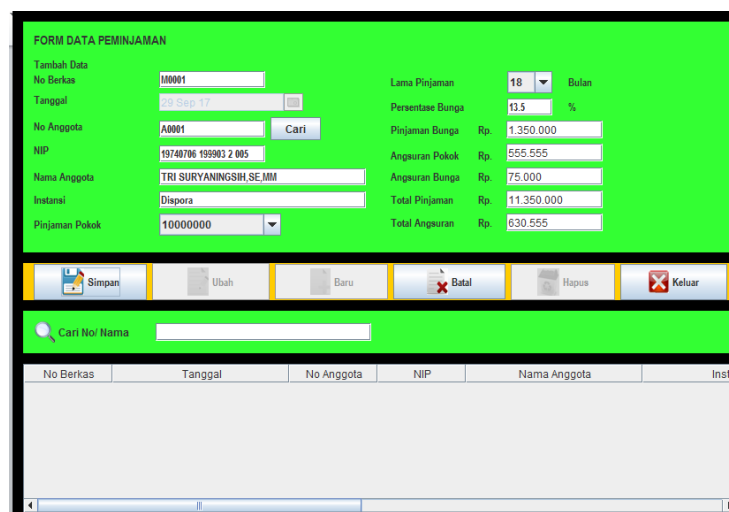 FORM DATA PEMINJAMAN
Tambah Data
No Berkas M0001
Tanggal 29 Sep 17
No Anggota A0001 Cari
NIP 19740706 199903 2 005
Nama Anggota TRI SURYANINGSIH,SE,MM
Instansi Dispora
Pinjaman Pokok 10000000
Lama Pinjaman 18 Bulan
Persentase Bunga 13.5 %
Pinjaman Bunga Rp. 1.350.000
Angsuran Pokok Rp. 555.555
Angsuran Bunga Rp. 75.000
Total Pinjaman Rp. 11.350.000
Total Angsuran Rp. 630.555
Simpan Ubah Baru Batal Hapus Keluar
Cari No/ Nama
No Berkas Tanggal No Anggota NIP Nama Anggota Inst